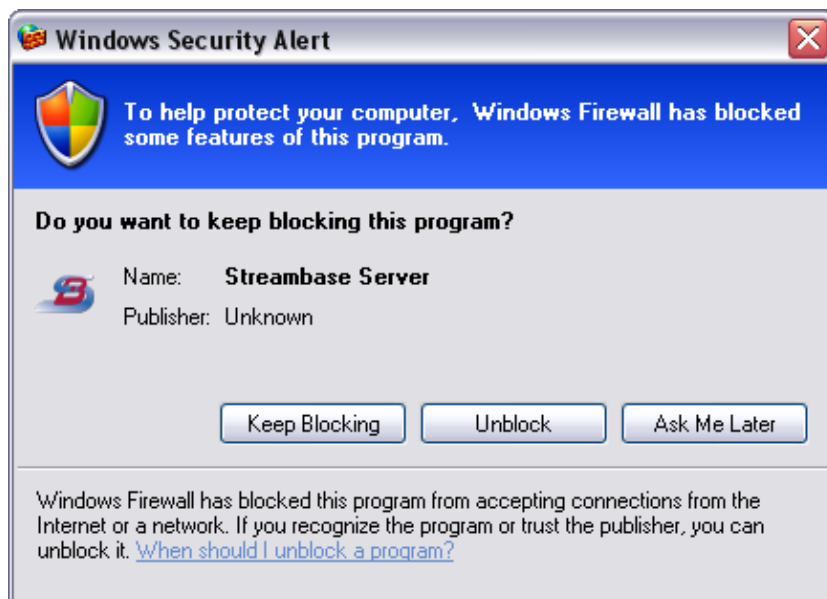 Windows Security Alert
To help protect your computer, Windows Firewall has blocked
some features of this program.
Do you want to keep blocking this program?
Name: Streambase Server
Publisher: Unknown
Keep Blocking Unblock Ask Me Later
Windows Firewall has blocked this program from accepting connections from the
Internet or a network. If you recognize the program or trust the publisher, you can
unblock it. When should I unblock a program?